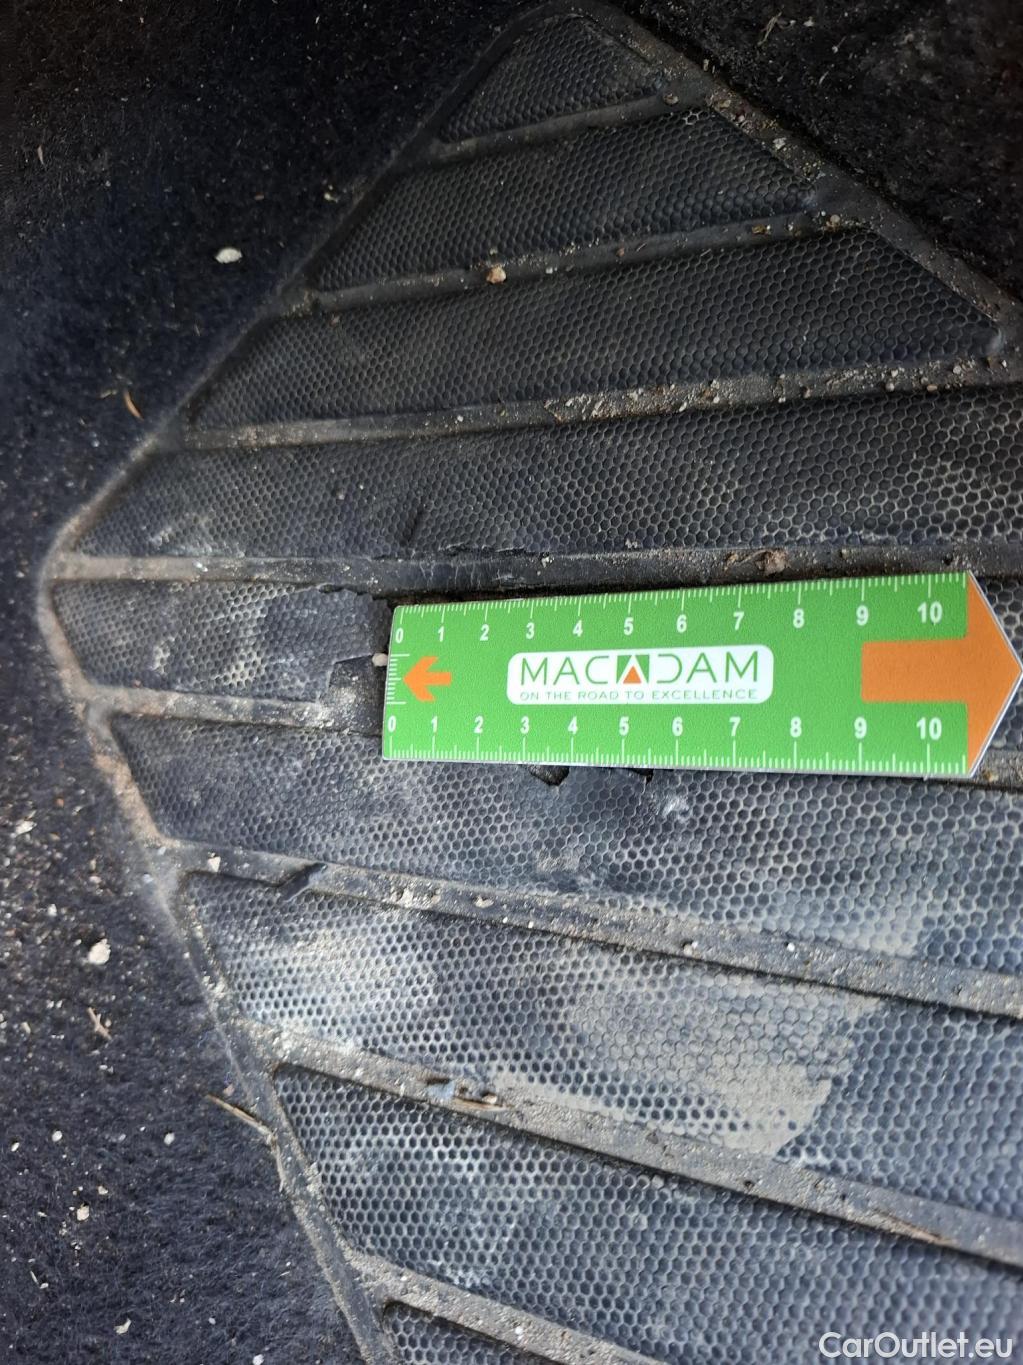 0 1 2 3 4 5 6 7 8 9 10
MACADAM
ON THE ROAD TO EXCELLENCE
0 1 2 3 4 5 6 7 8 9 10
CarOutlet.eu